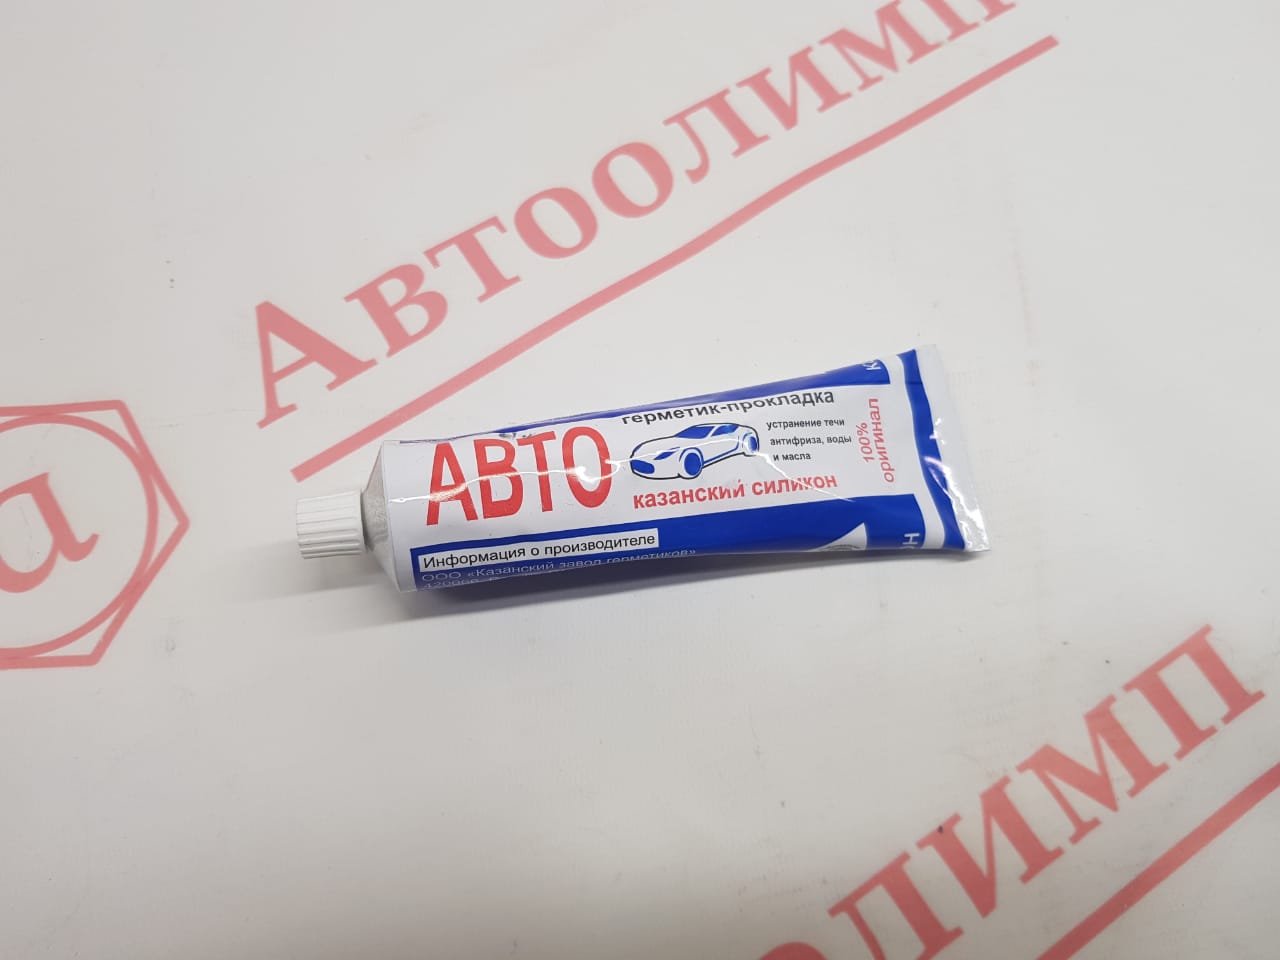 АВТООЛИМП
а
герметик-прокладка
АВТО
устранение течи
антифриза, воды
и масла
казанский силикон
100%
оригинал
Информация о производителе
ООО «Казанский завод герметиков»